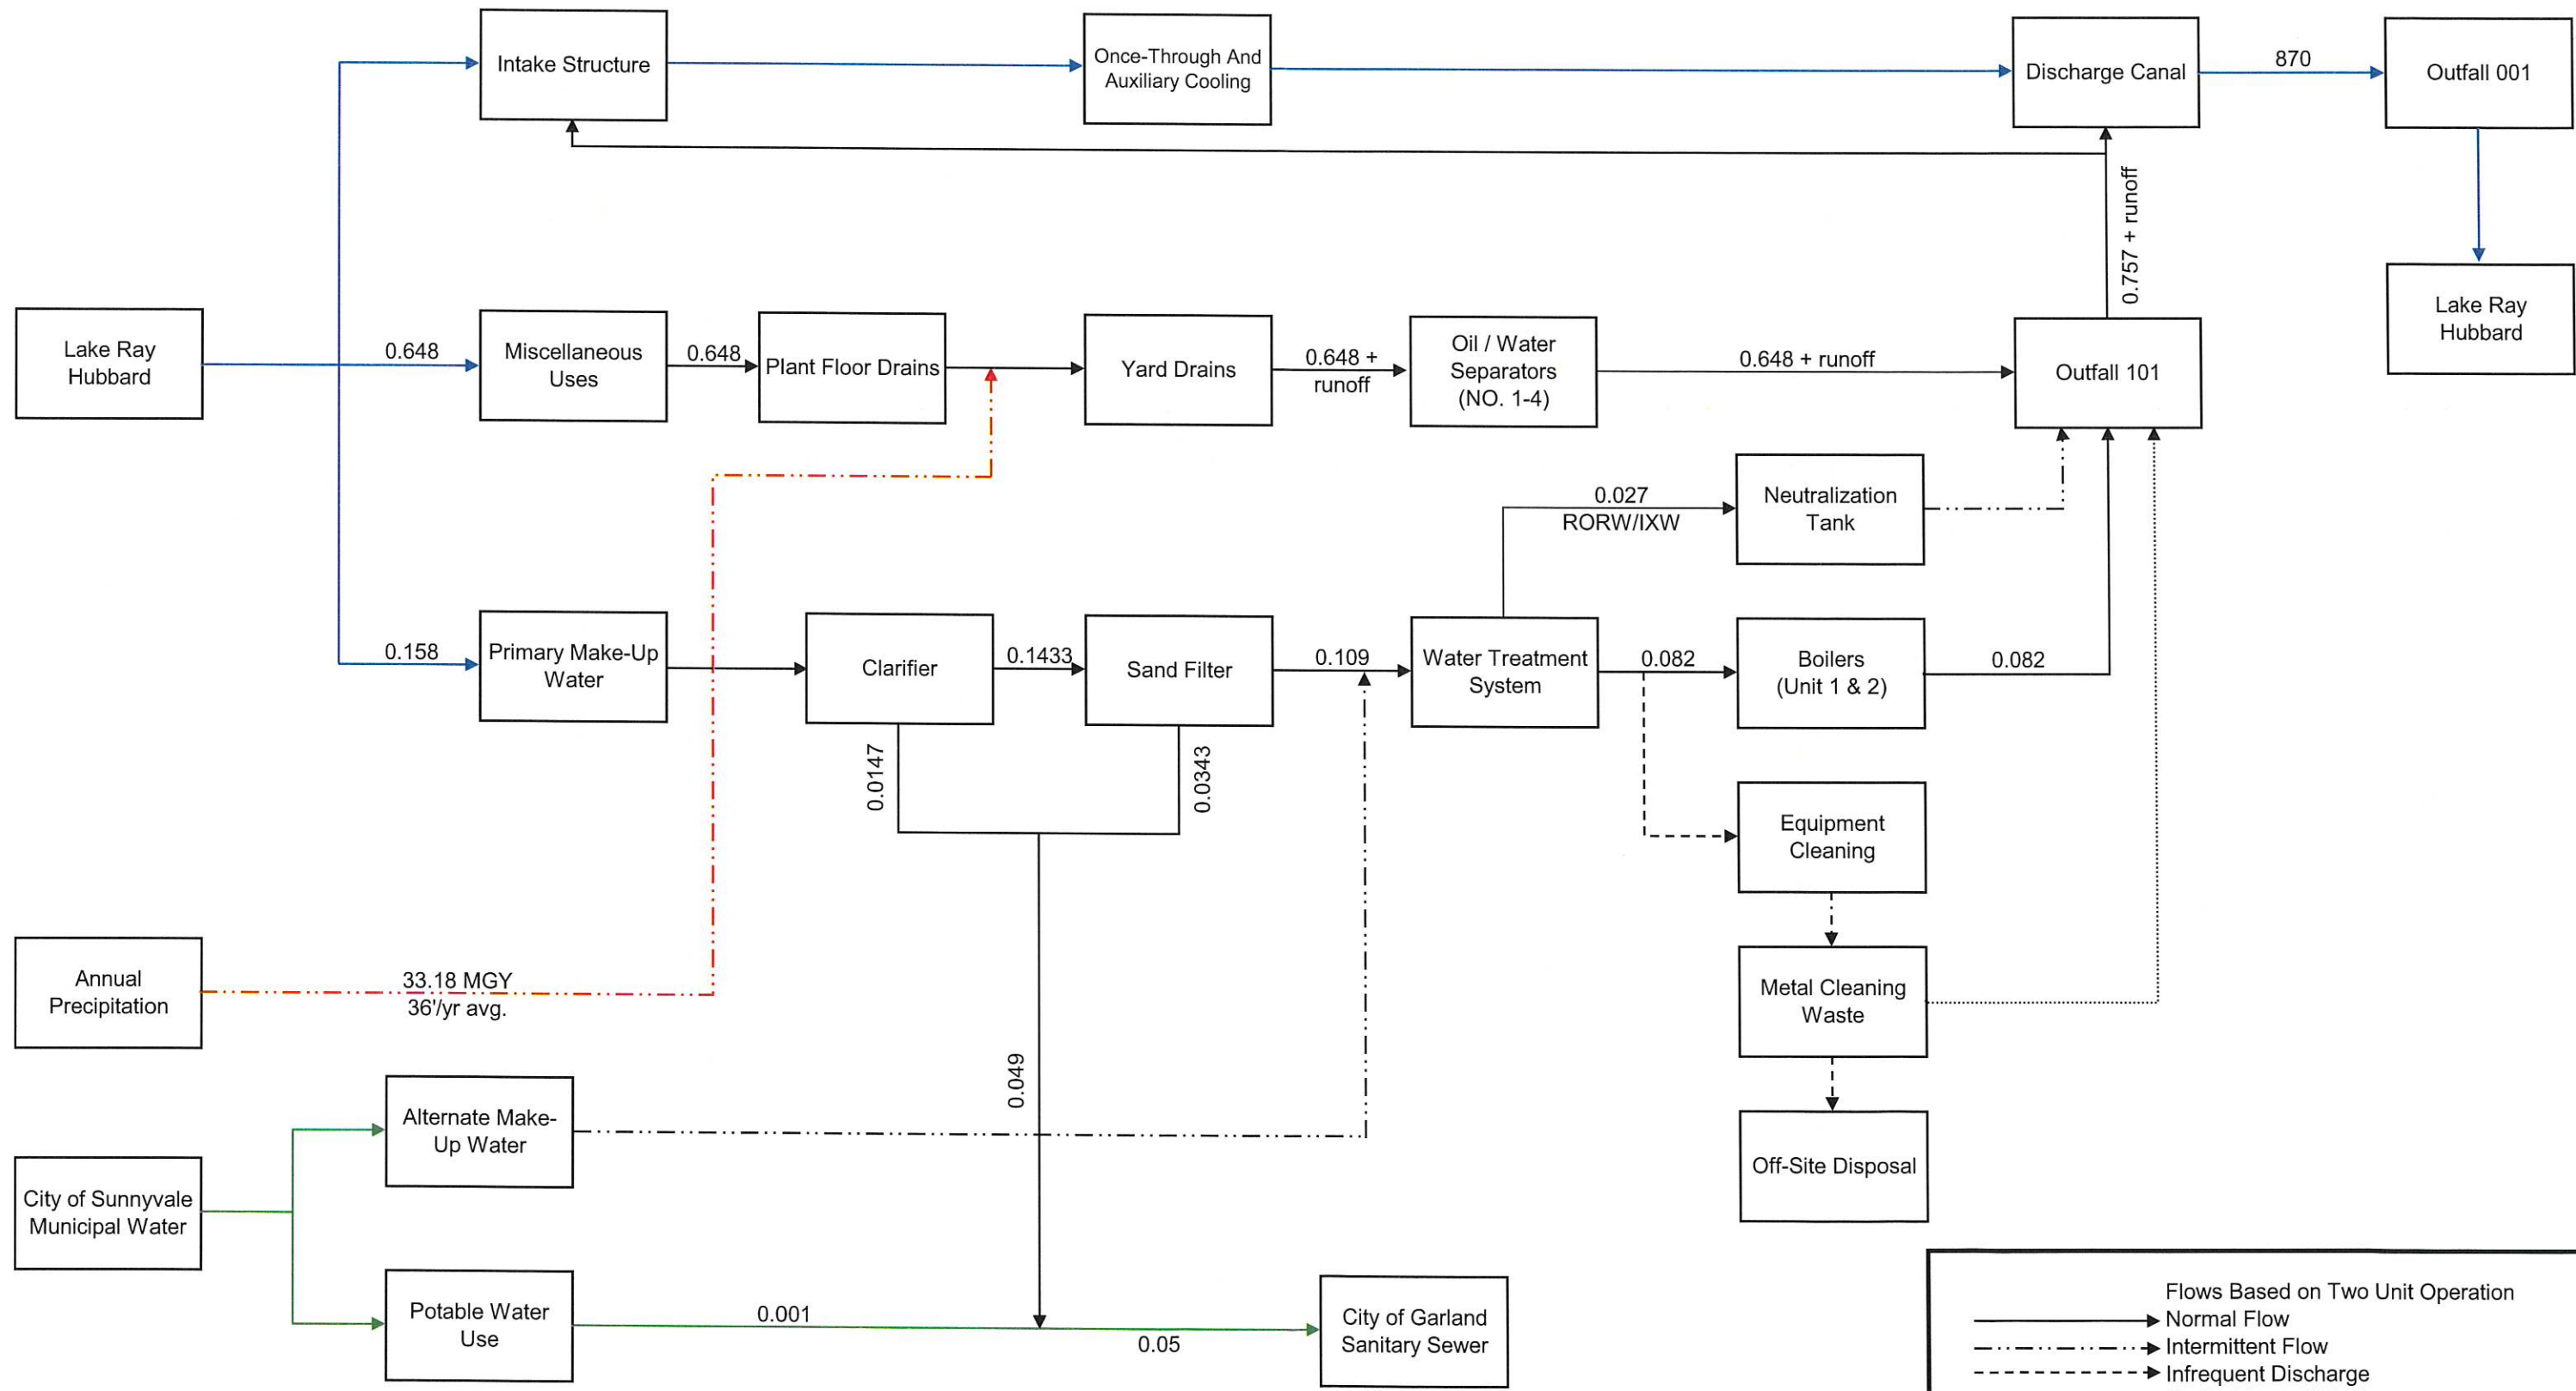 Intake Structure
Once-Through And
Auxiliary Cooling
Discharge Canal
870
Outfall 001
0.757 + runoff
Lake Ray
Hubbard
Lake Ray
Hubbard
0.648
Miscellaneous
Uses
0.648
Plant Floor Drains
Yard Drains
0.648 +
runoff
Oil / Water
Separators
(NO. 1-4)
0.648 + runoff
Outfall 101
0.027
RORW/IXW
Neutralization
Tank
0.158
Primary Make-Up
Water
Clarifier
0.1433
Sand Filter
0.109
Water Treatment
System
0.082
Boilers
(Unit 1 & 2)
0.082
0.0147
0.0343
Equipment
Cleaning
Annual
Precipitation
33.18 MGY
36'/yr avg.
Metal Cleaning
Waste
0.049
Alternate Make-
Up Water
Off-Site Disposal
City of Sunnyvale
Municipal Water
Potable Water
Use
0.001
0.05
City of Garland
Sanitary Sewer
Flows Based on Two Unit Operation
Normal Flow
Intermittent Flow
Infrequent Discharge